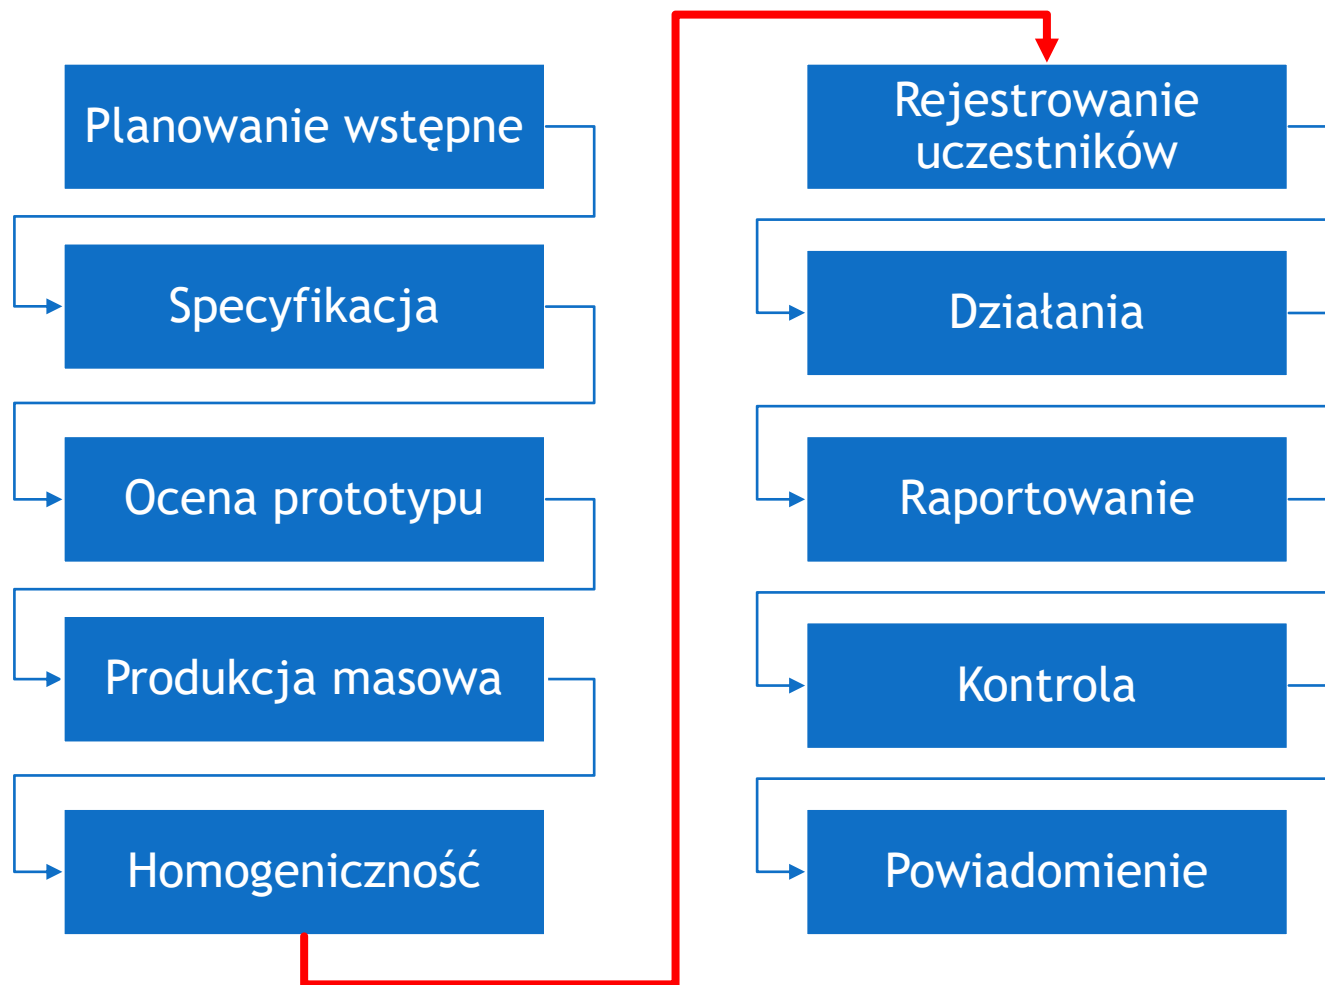 Planowanie wstępne
Specyfikacja
Ocena prototypu
Produkcja masowa
Homogeniczność
Rejestrowanie
uczestników
Działania
Raportowanie
Kontrola
Powiadomienie